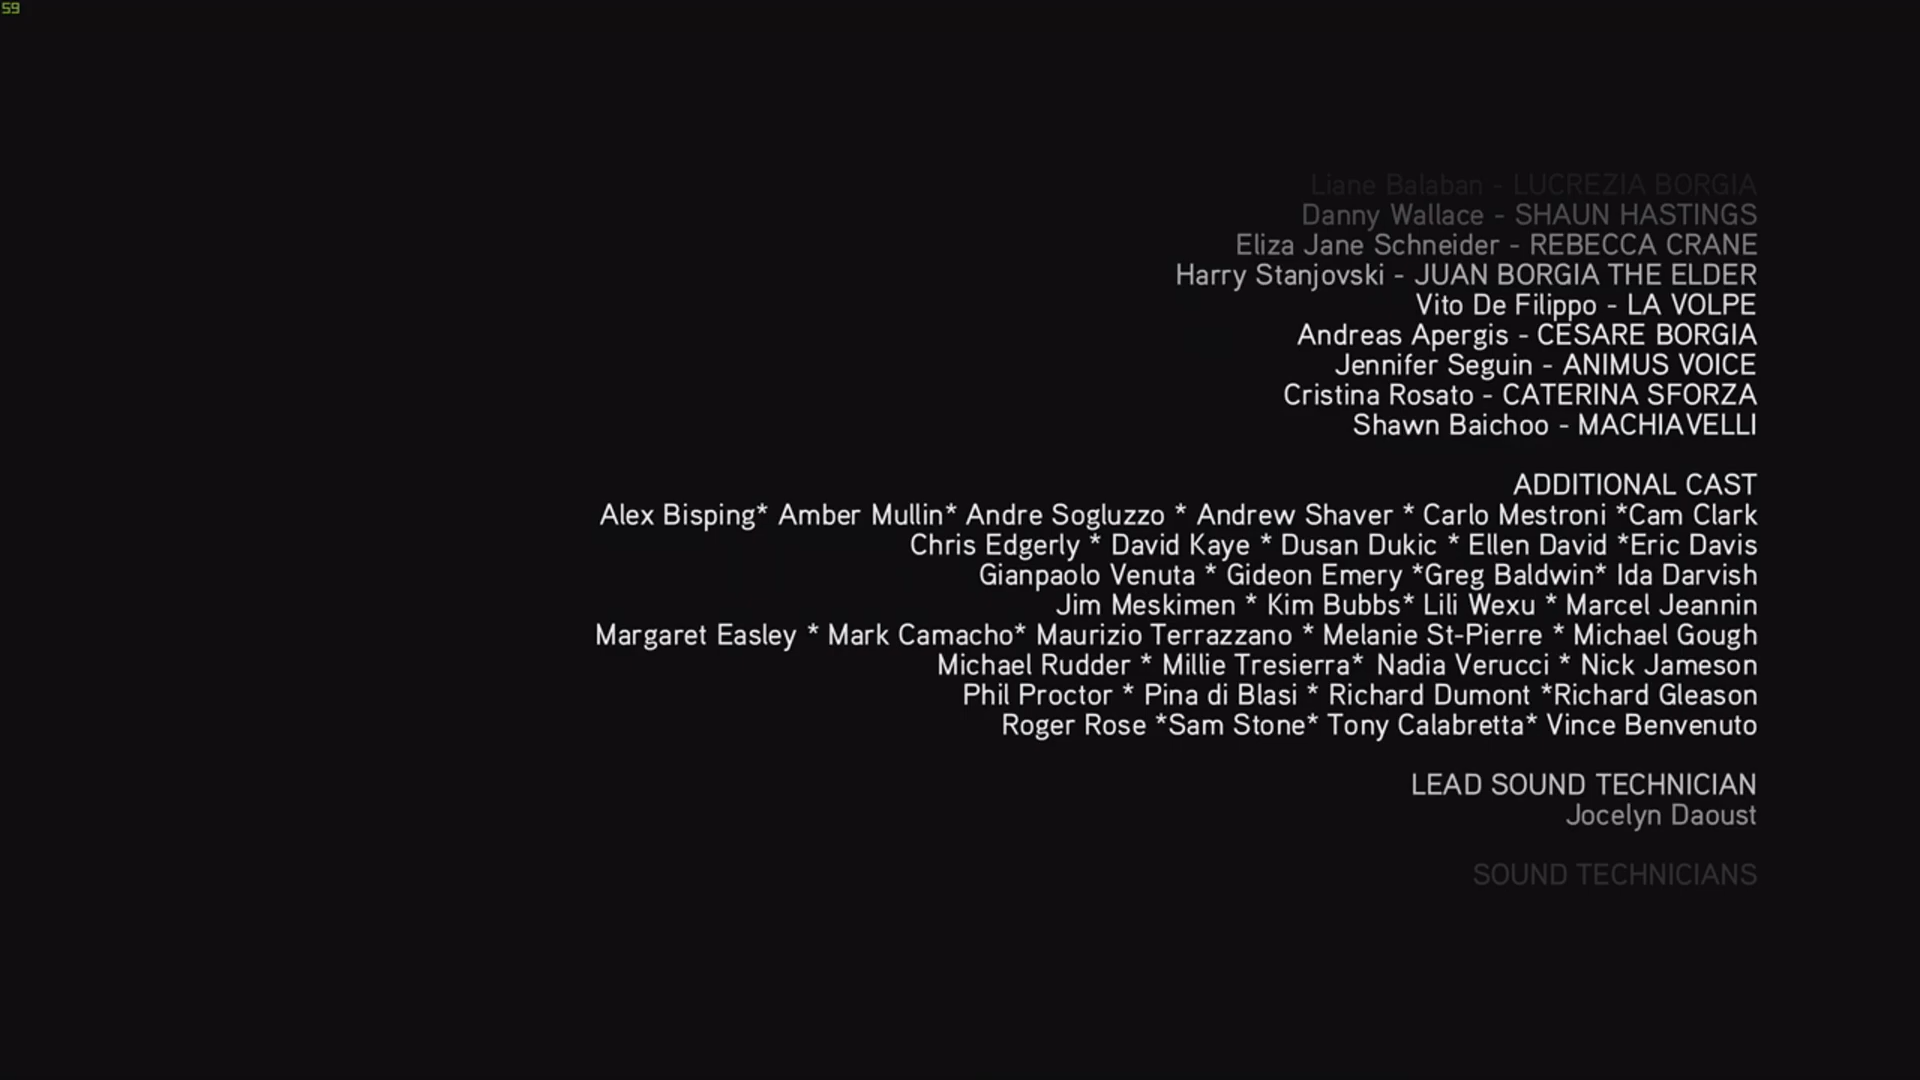 59
Liane Balaban - LUCREZIA BORGIA
Danny Wallace - SHAUN HASTINGS
Eliza Jane Schneider - REBECCA CRANE
Harry Stanjovski - JUAN BORGIA THE ELDER
Vito De Filippo - LA VOLPE
Andreas Apergis - CESARE BORGIA
Jennifer Seguin - ANIMUS VOICE
Cristina Rosato - CATERINA SFORZA
Shawn Baichoo - MACHIAVELLI
ADDITIONAL CAST
Alex Bisping* Amber Mullin* Andre Sogluzzo * Andrew Shaver * Carlo Mestroni *Cam Clark
Chris Edgerly * David Kaye * Dusan Dukic * Ellen David *Eric Davis
Gianpaolo Venuta * Gideon Emery *Greg Baldwin* Ida Darvish
Jim Meskimen * Kim Bubbs* Lili Wexu * Marcel Jeannin
Margaret Easley * Mark Camacho* Maurizio Terrazzano * Melanie St-Pierre * Michael Gough
Michael Rudder * Millie Tresierra* Nadia Verucci * Nick Jameson
Phil Proctor * Pina di Blasi * Richard Dumont *Richard Gleason
Roger Rose *Sam Stone* Tony Calabretta* Vince Benvenuto
LEAD SOUND TECHNICIAN
Jocelyn Daoust
SOUND TECHNICIANS